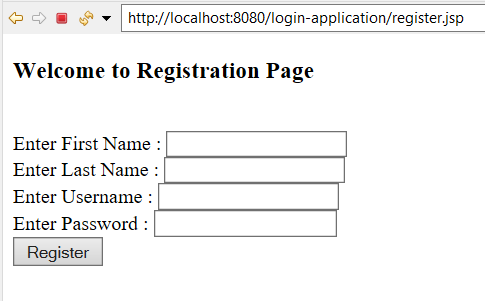 http://localhost:8080/login-application/register.jsp
Welcome to Registration Page
Enter First Name :
Enter Last Name :
Enter Username :
Enter Password :
Register